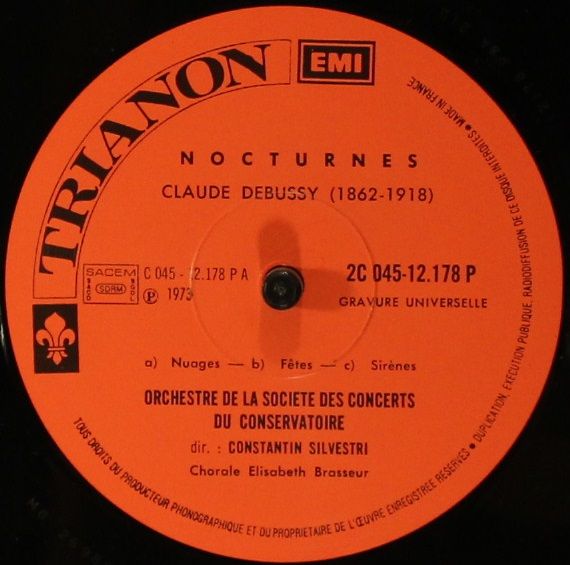 TRIANON
EMI
NOCTURNES
CLAUDE DEBUSSY (1862-1918)
SACEM
SDRM
C 045 - 12.178 P A
Ⓟ 1973
2C 045-12.178 P
GRAVURE UNIVERSELLE
a) Nuages — b) Fêtes — c) Sirènes
ORCHESTRE DE LA SOCIETE DES CONCERTS
DU CONSERVATOIRE
dir. : CONSTANTIN SILVESTRI
Chorale Elisabeth Brasseur
TOUS DROITS DU PRODUCTEUR PHONOGRAPHIQUE ET DU PROPRIETAIRE DE L'ŒUVRE ENREGISTREE RESERVES ● DUPLICATION, EXECUTION PUBLIQUE, RADIODIFFUSION DE CE DISQUE INTERDITES ● MADE IN FRANCE